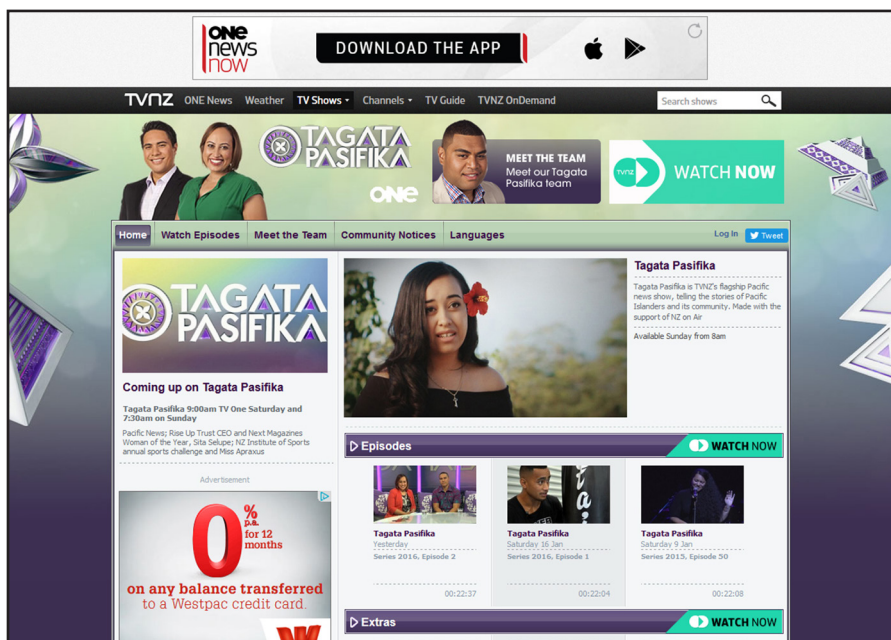 ONE
news
now
DOWNLOAD THE APP
TVNZ
ONE News
Weather
TV Shows
Channels
TV Guide
TVNZ OnDemand
Search shows
TAGATA
PASIFIKA
ONE
MEET THE TEAM
Meet our Tagata
Pasifika team
TVNZ
WATCH NOW
Home
Watch Episodes
Meet the Team
Community Notices
Languages
Log In
Tweet
TAGATA
PASIFIKA
Coming up on Tagata Pasifika
Tagata Pasifika 9:00am TV One Saturday and
7:30am on Sunday
Pacific News; Rise Up Trust CEO and Next Magazines
Woman of the Year, Sita Selupe; NZ Institute of Sports
annual sports challenge and Miss Apraxus
Advertisement
0%
p.a.
for 12
months
on any balance transferred
to a Westpac credit card.
Tagata Pasifika
Tagata Pasifika is TVNZ's flagship Pacific
news show, telling the stories of Pacific
Islanders and its community. Made with the
support of NZ on Air
Available Sunday from 8am
Episodes
WATCH NOW
Tagata Pasifika
Yesterday
Series 2016, Episode 2
00:22:37
Tagata Pasifika
Saturday 16 Jan
Series 2016, Episode 1
00:22:04
Tagata Pasifika
Saturday 9 Jan
Series 2015, Episode 50
00:22:08
Extras
WATCH NOW